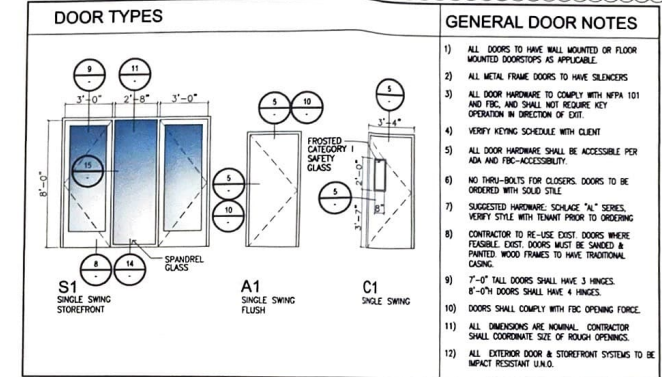 DOOR TYPES
9
-
11
-
3'-0"
2'-8"
3'-0"
8'-0"
15
-
8
-
14
-
SPANDREL
GLASS
S1
SINGLE SWING
STOREFRONT
5
-
10
-
5
-
10
-
A1
SINGLE SWING
FLUSH
5
-
3'-4"
FROSTED
CATEGORY I
SAFETY
GLASS
2'-0"
5
-
8"
3'-7"
C1
SINGLE SWING
GENERAL DOOR NOTES
1) ALL DOORS TO HAVE WALL MOUNTED OR FLOOR
MOUNTED DOORSTOPS AS APPLICABLE.
2) ALL METAL FRAME DOORS TO HAVE SILENCERS
3) ALL DOOR HARDWARE TO COMPLY WITH NFPA 101
AND FBC, AND SHALL NOT REQUIRE KEY
OPERATION IN DIRECTION OF EXIT.
4) VERIFY KEYING SCHEDULE WITH CLIENT
5) ALL DOOR HARDWARE SHALL BE ACCESSIBLE PER
ADA AND FBC-ACCESSIBILITY.
6) NO THRU-BOLTS FOR CLOSERS. DOORS TO BE
ORDERED WITH SOLID STILE
7) SUGGESTED HARDWARE; SCHLAGE "AL" SERIES,
VERIFY STYLE WITH TENANT PRIOR TO ORDERING
8) CONTRACTOR TO RE-USE EXIST. DOORS WHERE
FEASIBLE. EXIST. DOORS MUST BE SANDED &
PAINTED. WOOD FRAMES TO HAVE TRADITIONAL
CASING.
9) 7'-0" TALL DOORS SHALL HAVE 3 HINGES.
8'-0"H DOORS SHALL HAVE 4 HINGES.
10) DOORS SHALL COMPLY WITH FBC OPENING FORCE.
11) ALL DIMENSIONS ARE NOMINAL. CONTRACTOR
SHALL COORDINATE SIZE OF ROUGH OPENINGS.
12) ALL EXTERIOR DOOR & STOREFRONT SYSTEMS TO BE
IMPACT RESISTANT U.N.O.